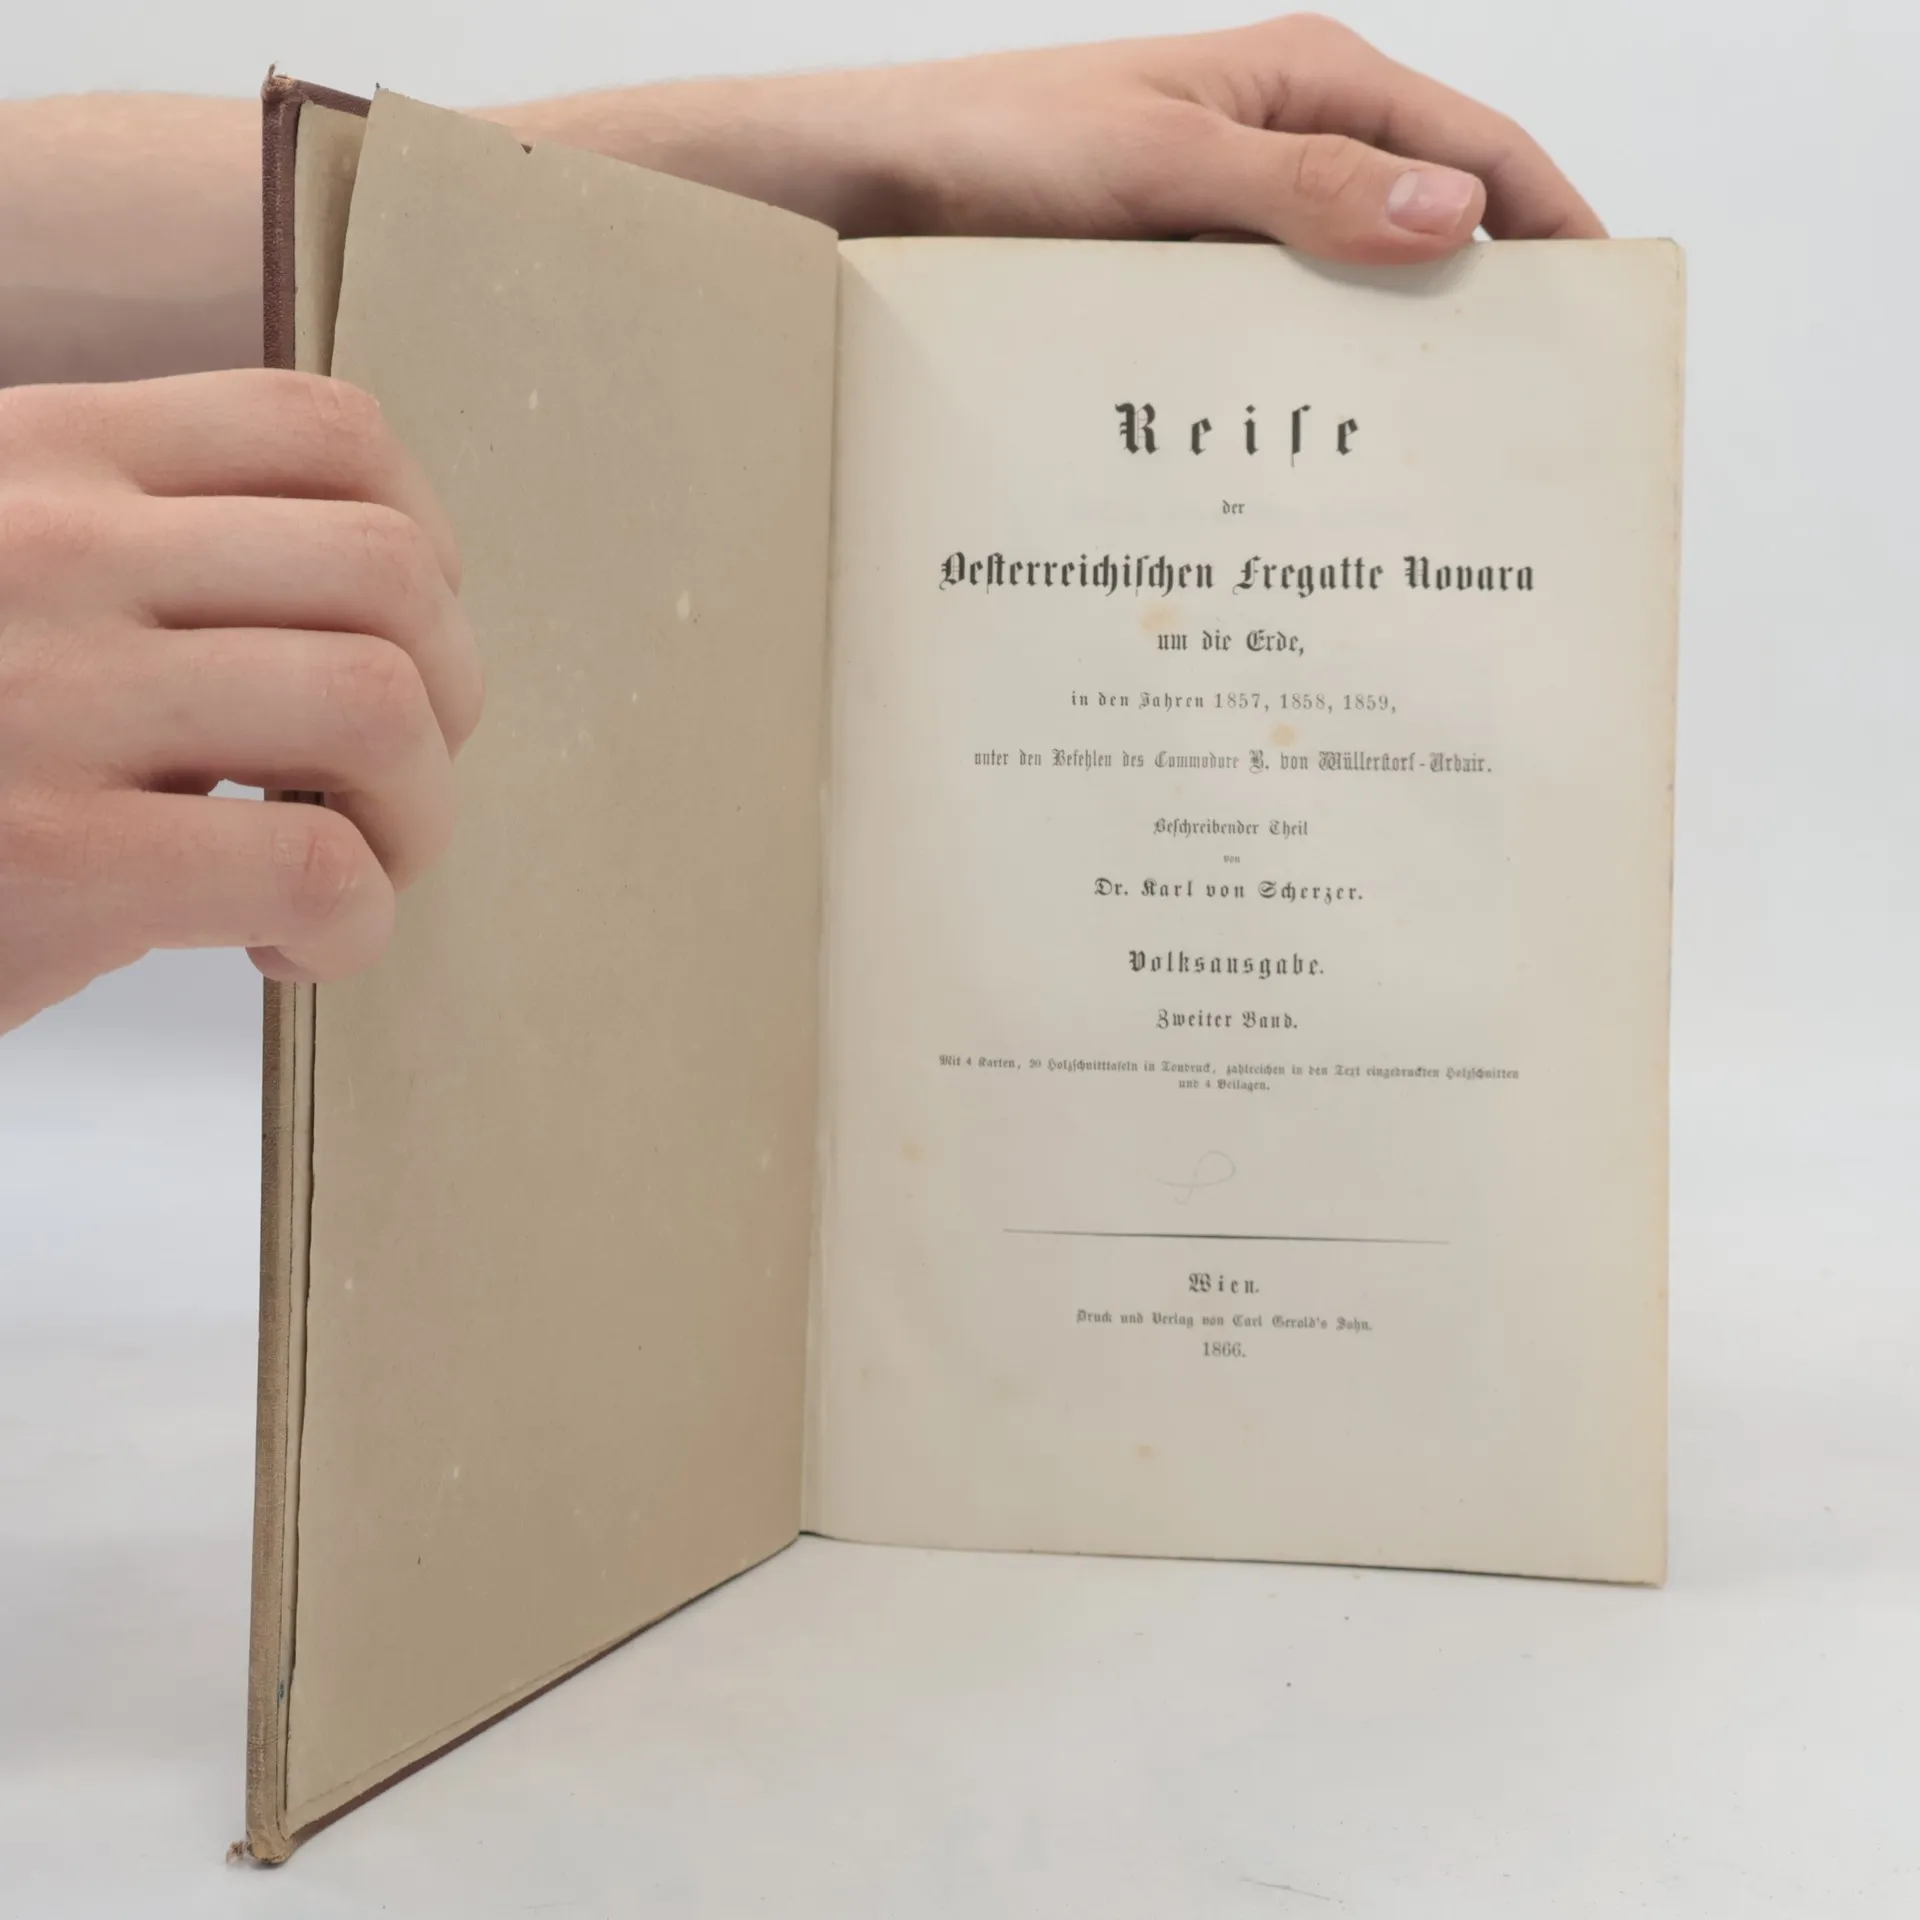 Reiſe
der
Oeſterreichiſchen Fregatte Novara
um die Erde,
in den Jahren 1857, 1858, 1859,
unter den Befehlen des Commodore B. von Wüllerſtorf-Urbair.
Beſchreibender Theil
von
Dr. Karl von Scherzer.
Volksausgabe.
Zweiter Band.
Mit 4 Karten, Holzſchnitttafeln in Tondruck, zahlreichen in den Text eingedruckten Holzſchnitten
und 4 Beilagen.
Wien.
Druck und Verlag von Carl Gerold's Sohn.
1866.